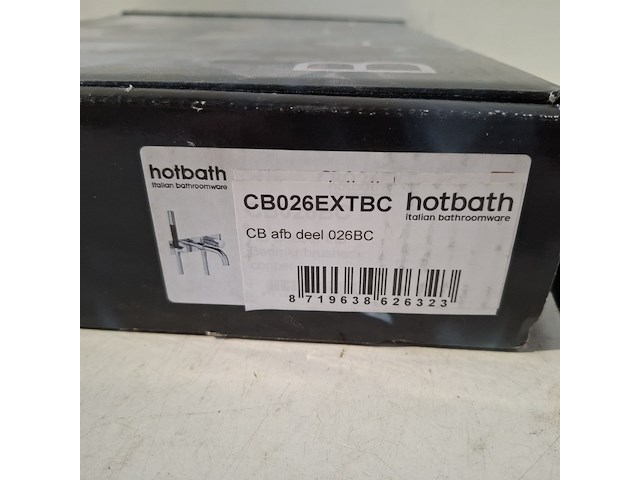 B
hotbath
italian bathroomware
CB026EXTBC
hotbath
italian bathroomware
CB afb deel 026BC
8 719638 626323